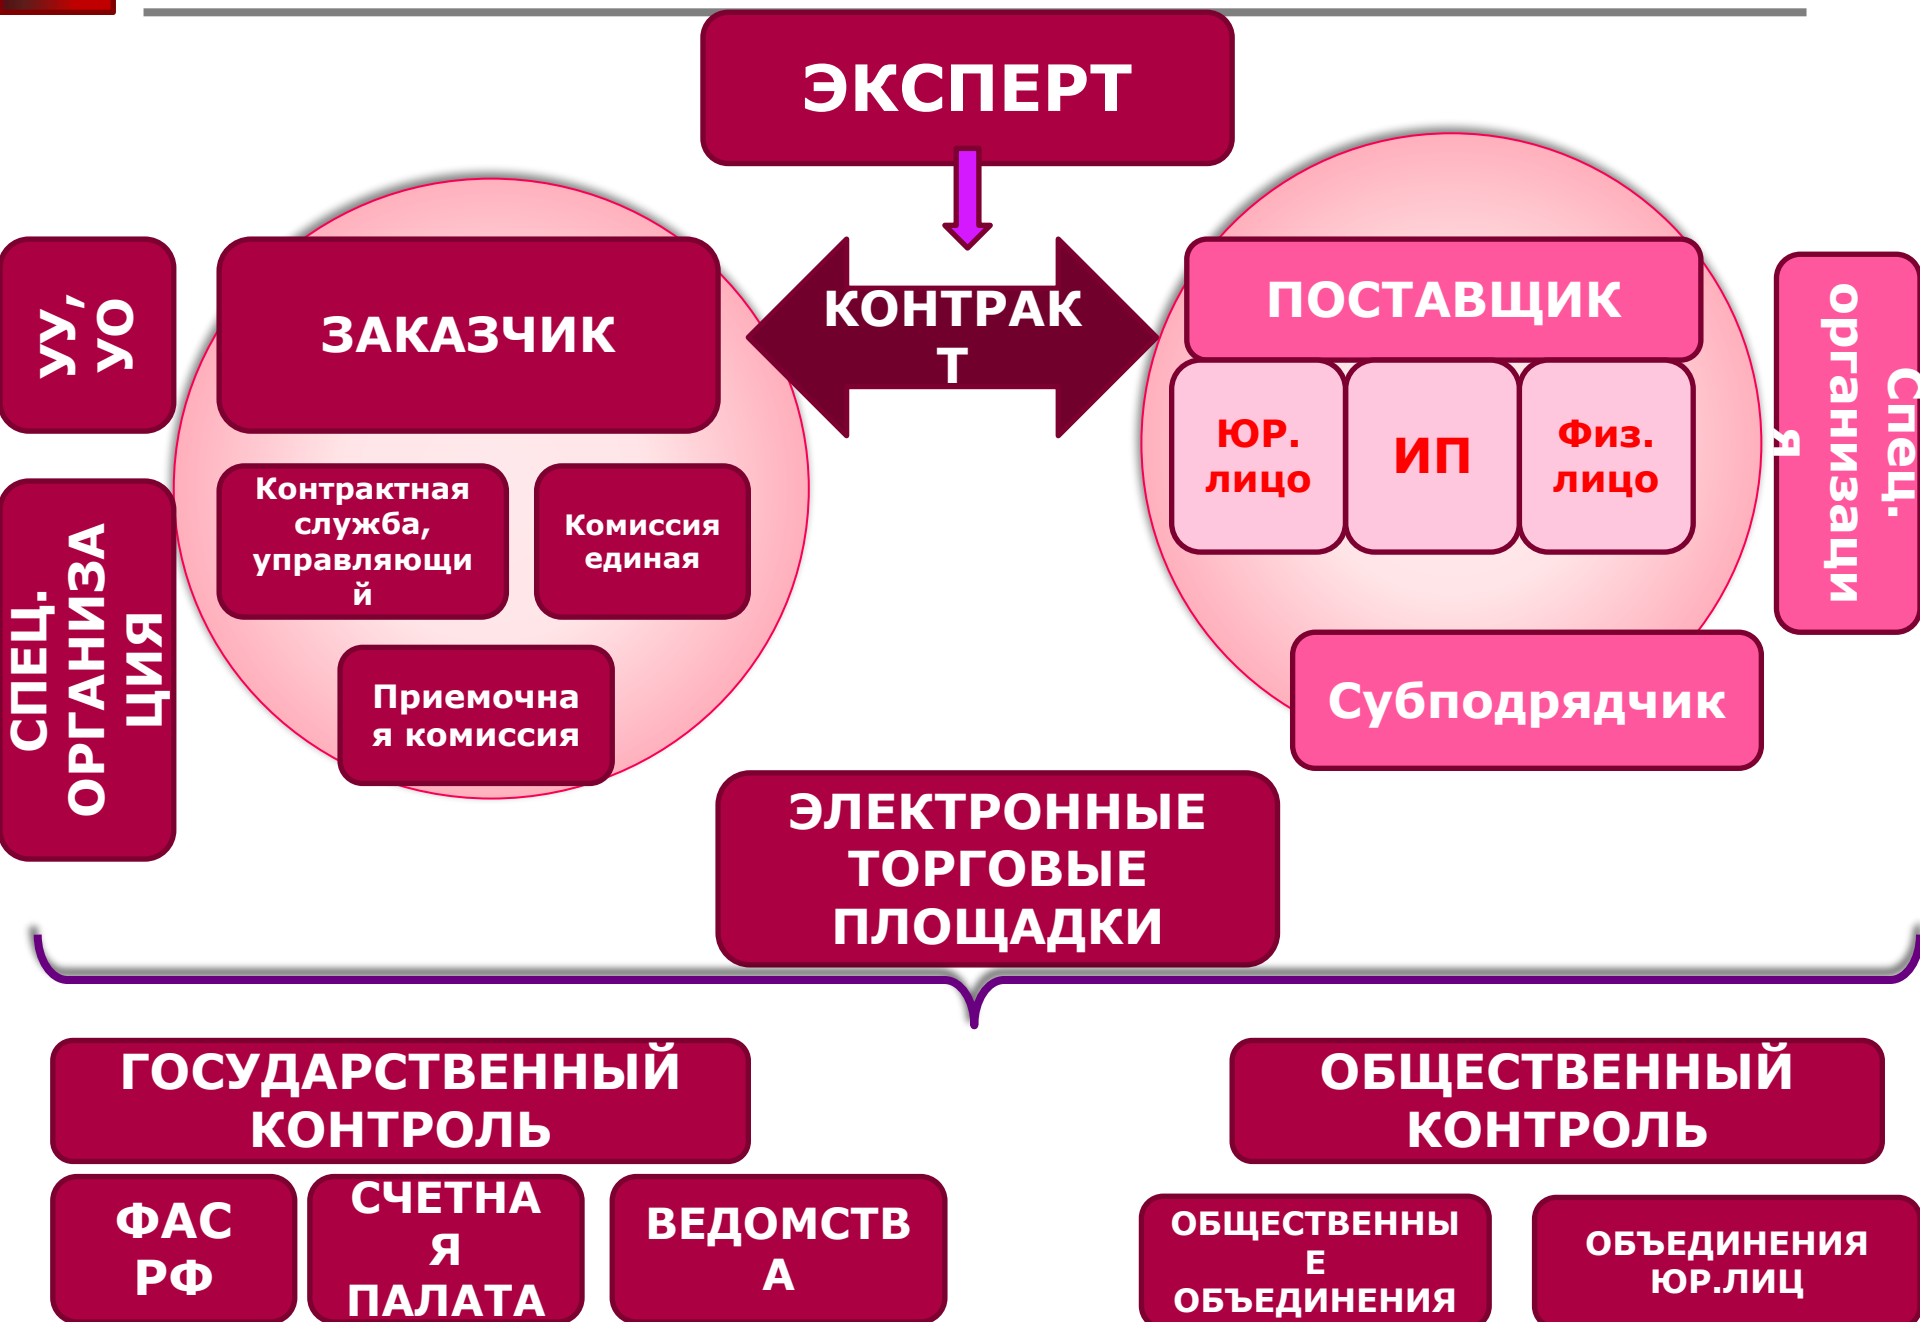 ЭКСПЕРТ
УУ,
УО
ЗАКАЗЧИК
КОНТРАК
Т
ПОСТАВЩИК
ЮР.
лицо
ИП
Физ.
лицо
Спец.
организаци
я
Контрактная
служба,
управляющи
й
Комиссия
единая
СПЕЦ.
ОРГАНИЗА
ЦИЯ
Приемочна
я комиссия
Субподрядчик
ЭЛЕКТРОННЫЕ
ТОРГОВЫЕ
ПЛОЩАДКИ
ГОСУДАРСТВЕННЫЙ
КОНТРОЛЬ
ОБЩЕСТВЕННЫЙ
КОНТРОЛЬ
ФАС
РФ
СЧЕТНА
Я
ПАЛАТА
ВЕДОМСТВ
А
ОБЩЕСТВЕННЫ
Е
ОБЪЕДИНЕНИЯ
ОБЪЕДИНЕНИЯ
ЮР.ЛИЦ